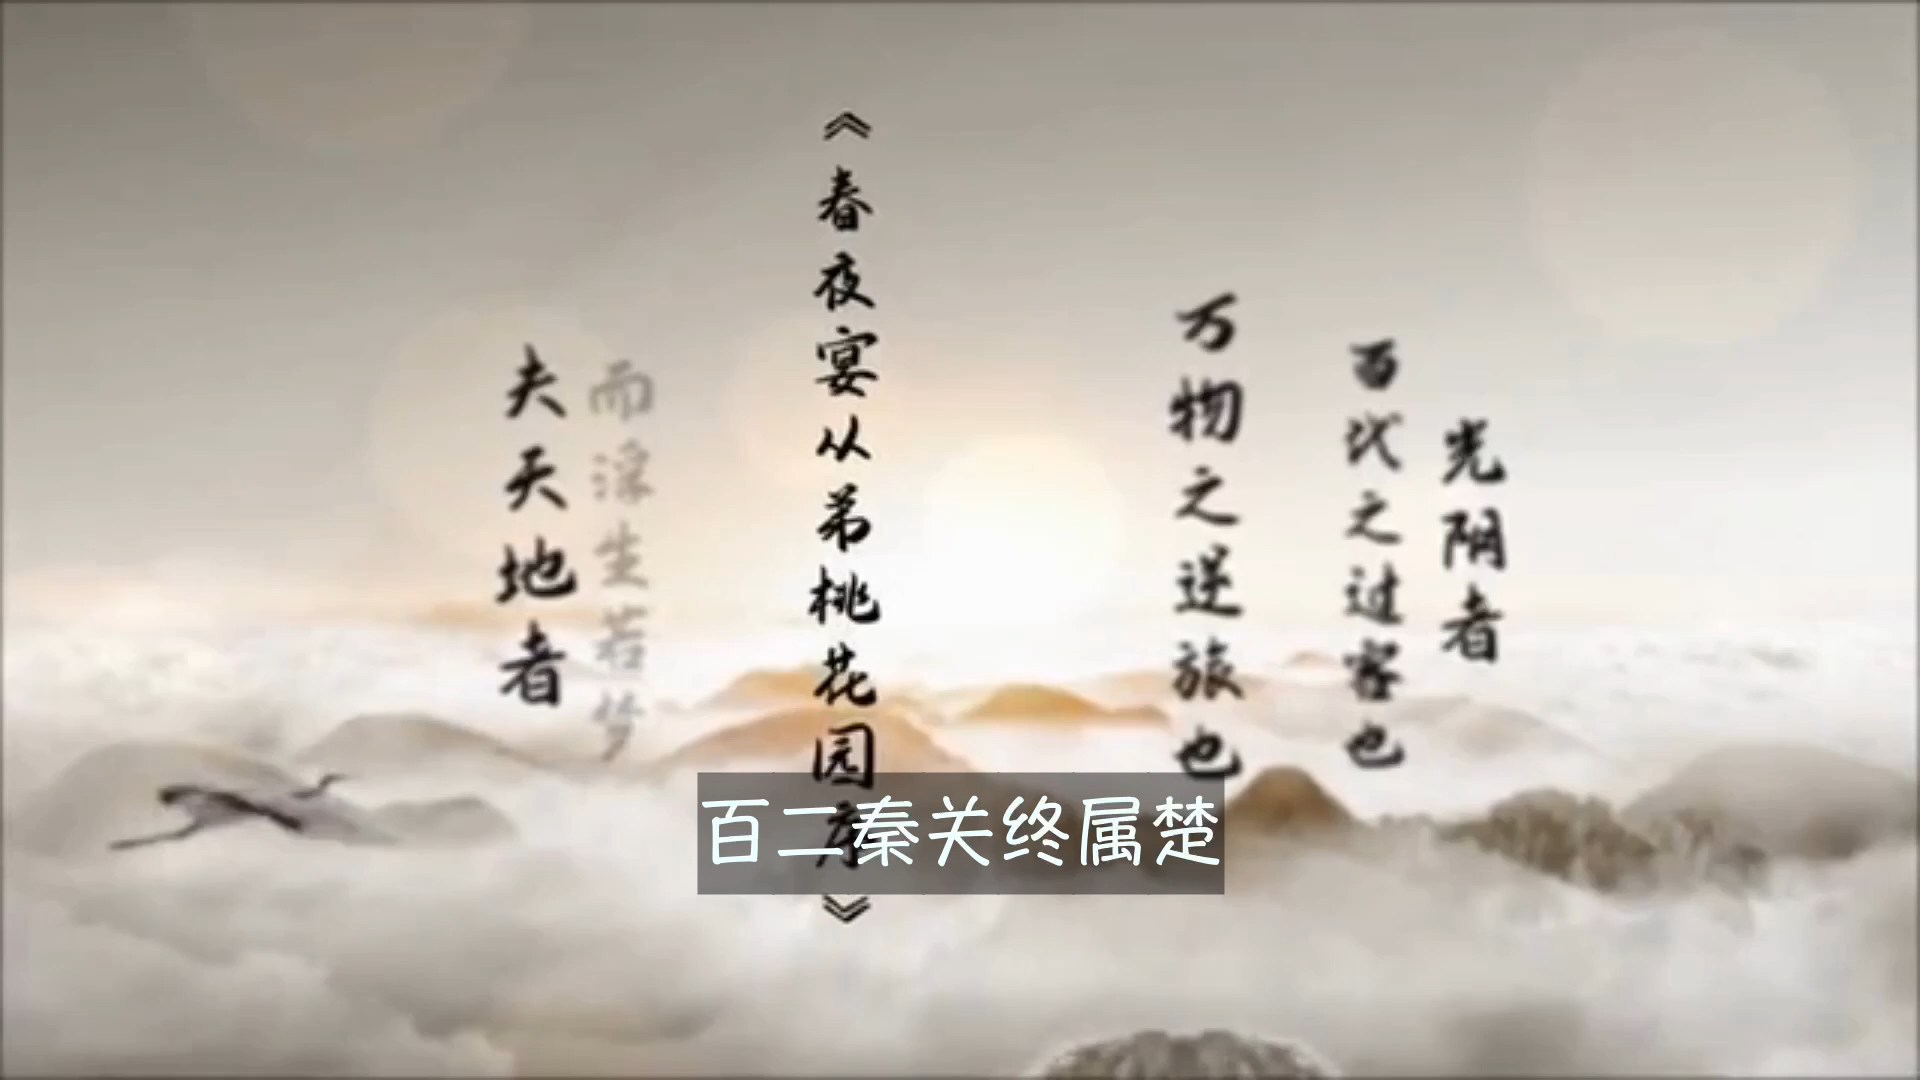 光阴者
百代之过客也
万物之逆旅也
《春夜宴从弟桃花园序》
而浮生若梦
夫天地者
百二秦关终属楚